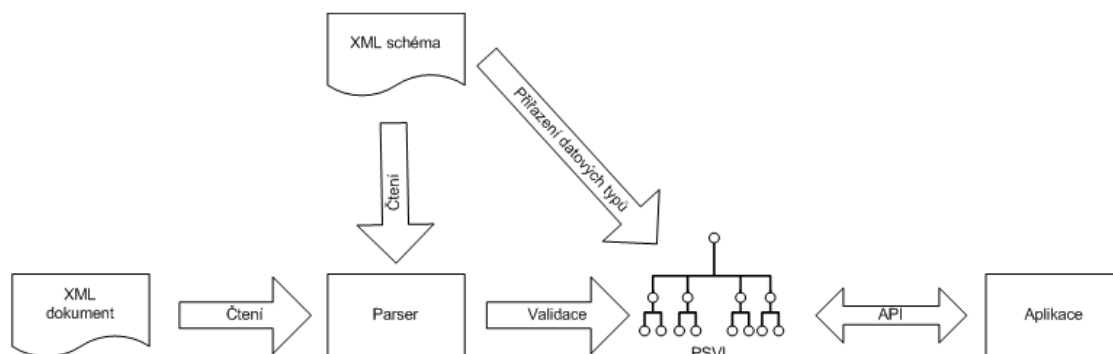 XML schéma
Přiřazení datových typů
Čtení
XML
dokument
Čtení
Parser
Validace
PSVI
API
Aplikace